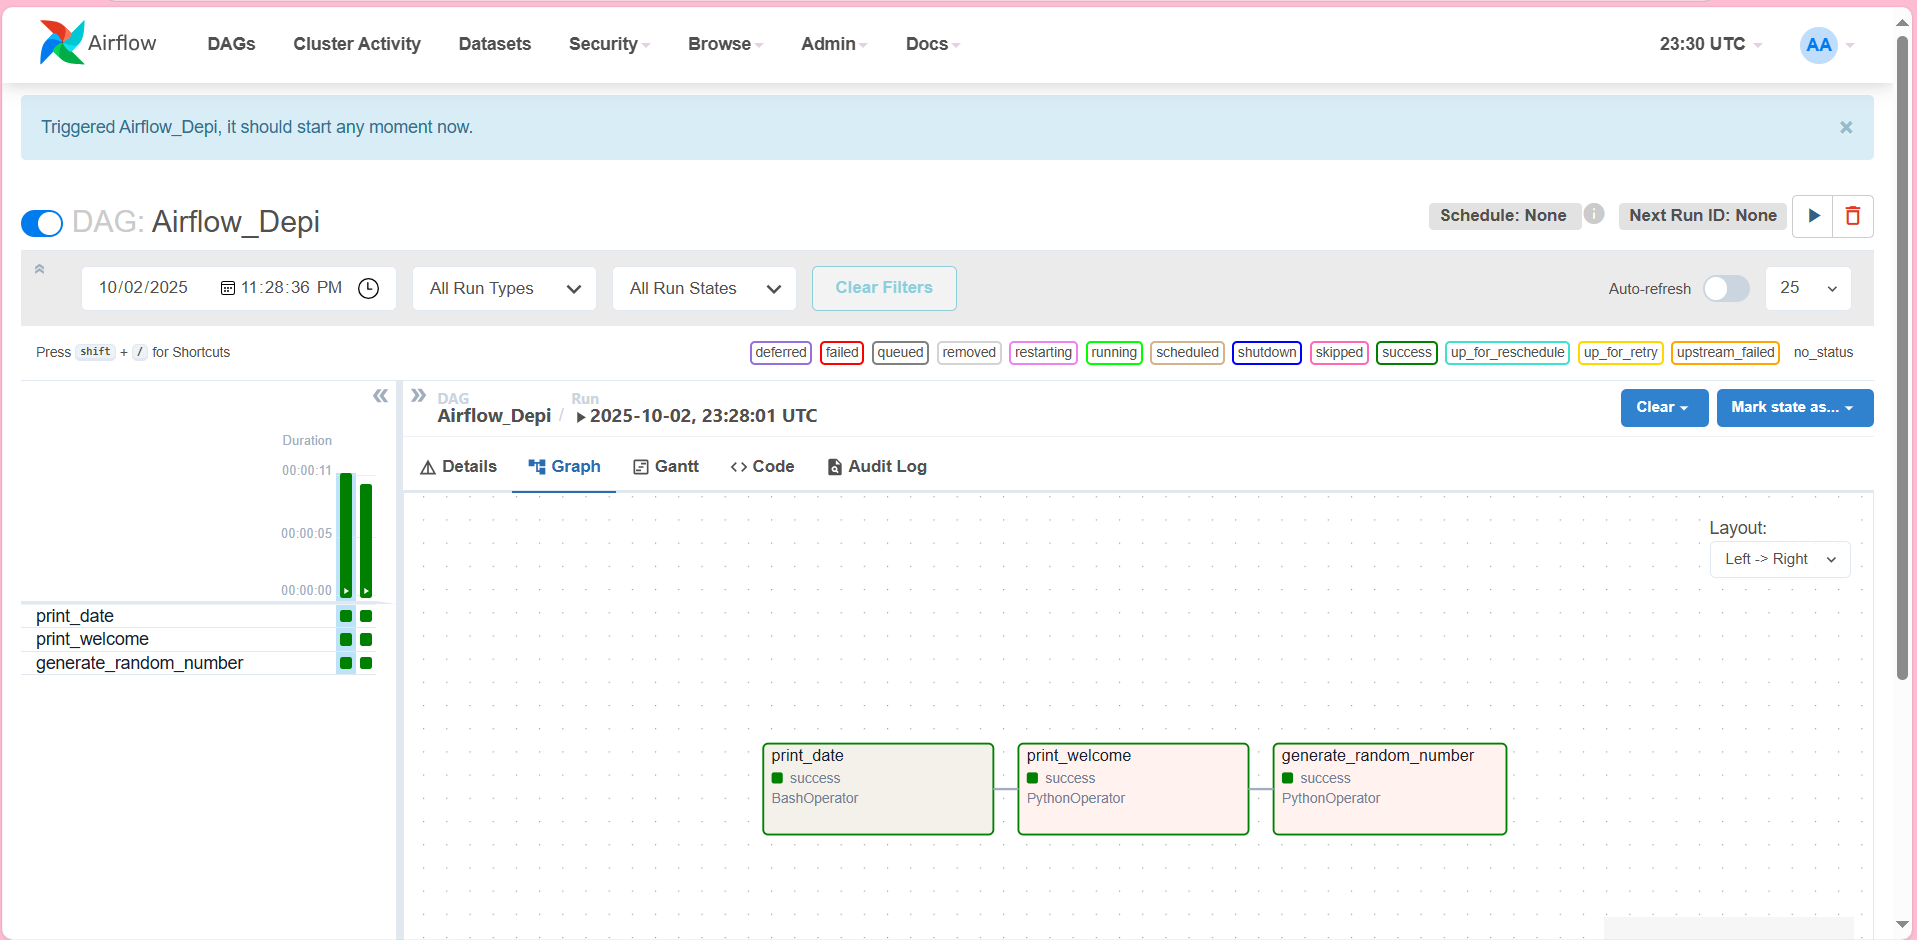 Airflow DAGs Cluster Activity Datasets Security Browse Admin Docs 23:30 UTC AA
Triggered Airflow_Depi, it should start any moment now.
DAG: Airflow_Depi
Schedule: None
Next Run ID: None
10/02/2025 11:28:36 PM All Run Types All Run States Clear Filters Auto-refresh 25
Press shift + / for Shortcuts
deferred failed queued removed restarting running scheduled shutdown skipped success up_for_reschedule up_for_retry upstream_failed no_status
DAG
Airflow_Depi /
Run
2025-10-02, 23:28:01 UTC
Clear
Mark state as...
Duration
00:00:11
00:00:05
00:00:00
print_date
print_welcome
generate_random_number
Details Graph Gantt Code Audit Log
Layout:
Left -> Right
print_date
success
BashOperator
print_welcome
success
PythonOperator
generate_random_number
success
PythonOperator